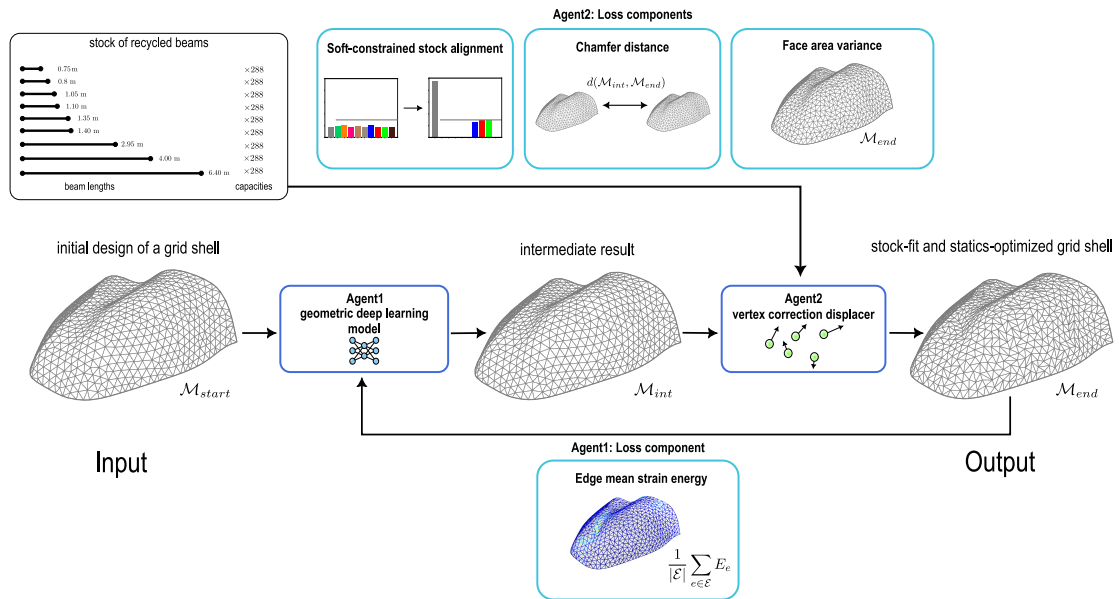 Agent2: Loss components
stock of recycled beams
0.75 m ×288
0.8 m ×288
1.05 m ×288
1.10 m ×288
1.35 m ×288
1.40 m ×288
2.95 m ×288
4.00 m ×288
6.40 m ×288
beam lengths capacities
Soft-constrained stock alignment
Chamfer distance
d(ℳ_int, ℳ_end)
Face area variance
ℳ_end
initial design of a grid shell
intermediate result
stock-fit and statics-optimized grid shell
Agent1
geometric deep learning
model
Agent2
vertex correction displacer
ℳ_start
ℳ_int
ℳ_end
Input
Output
Agent1: Loss component
Edge mean strain energy
1/|ℰ| ∑_{e∈ℰ} E_e